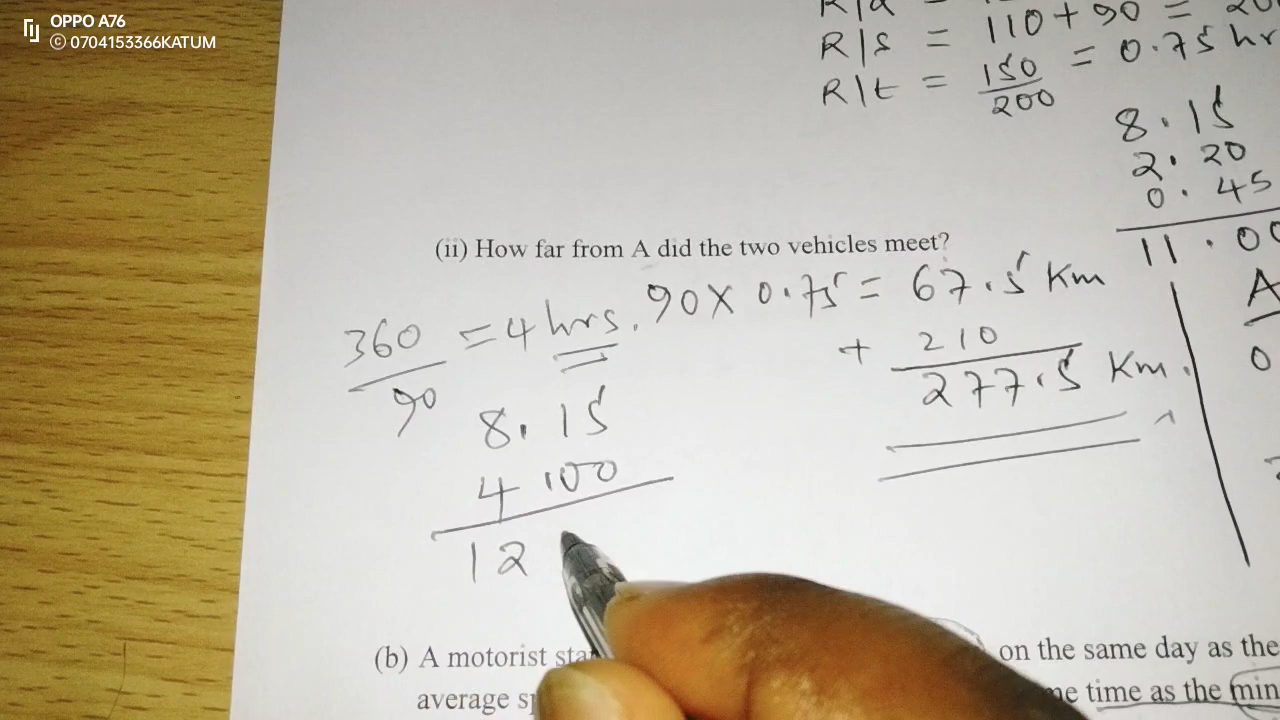 OPPO A76
© 0704153366KATUM
R/s = 110 + 90 =
R/t = 150/200 = 0.75 hr
8.15
2.20
0.45
11.00
(ii) How far from A did the two vehicles meet?
90 X 0.75 = 67.5 Km
+ 210
277.5 Km.
360/90 = 4 hrs.
8.15
4.00
12
A
0
(b) A motorist sta on the same day as the
average time as the min